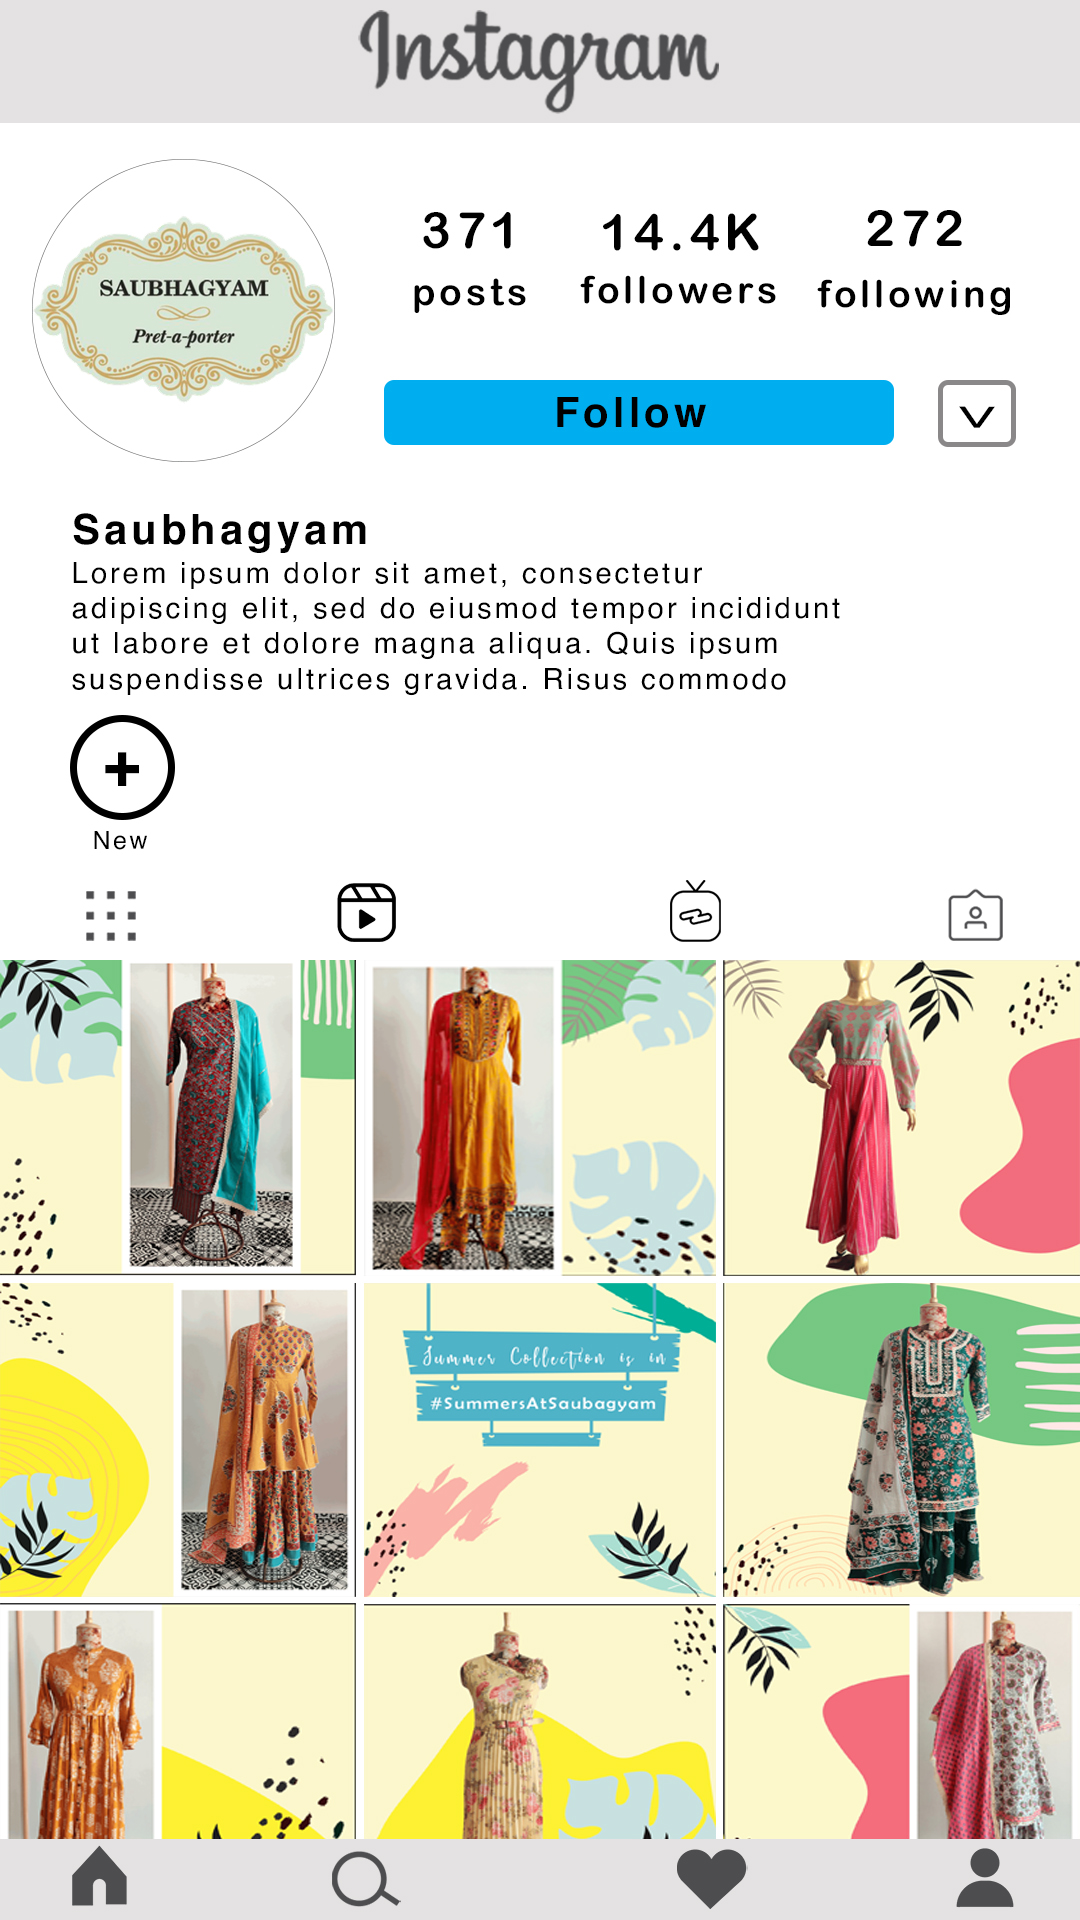 Instagram
SAUBHAGYAM
Pret-a-porter
371 14.4K 272
posts followers following
Follow
Saubhagyam
Lorem ipsum dolor sit amet, consectetur
adipiscing elit, sed do eiusmod tempor incididunt
ut labore et dolore magna aliqua. Quis ipsum
suspendisse ultrices gravida. Risus commodo
New
Summer Collection is in
#SummersAtSaubagyam